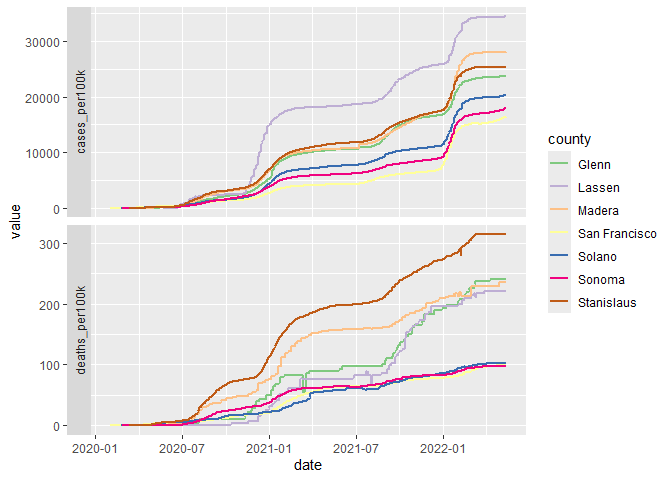 30000
20000
10000
0
cases_per100k
300
200
100
0
deaths_per100k
value
2020-01 2020-07 2021-01 2021-07 2022-01
date
county
Glenn
Lassen
Madera
San Francisco
Solano
Sonoma
Stanislaus